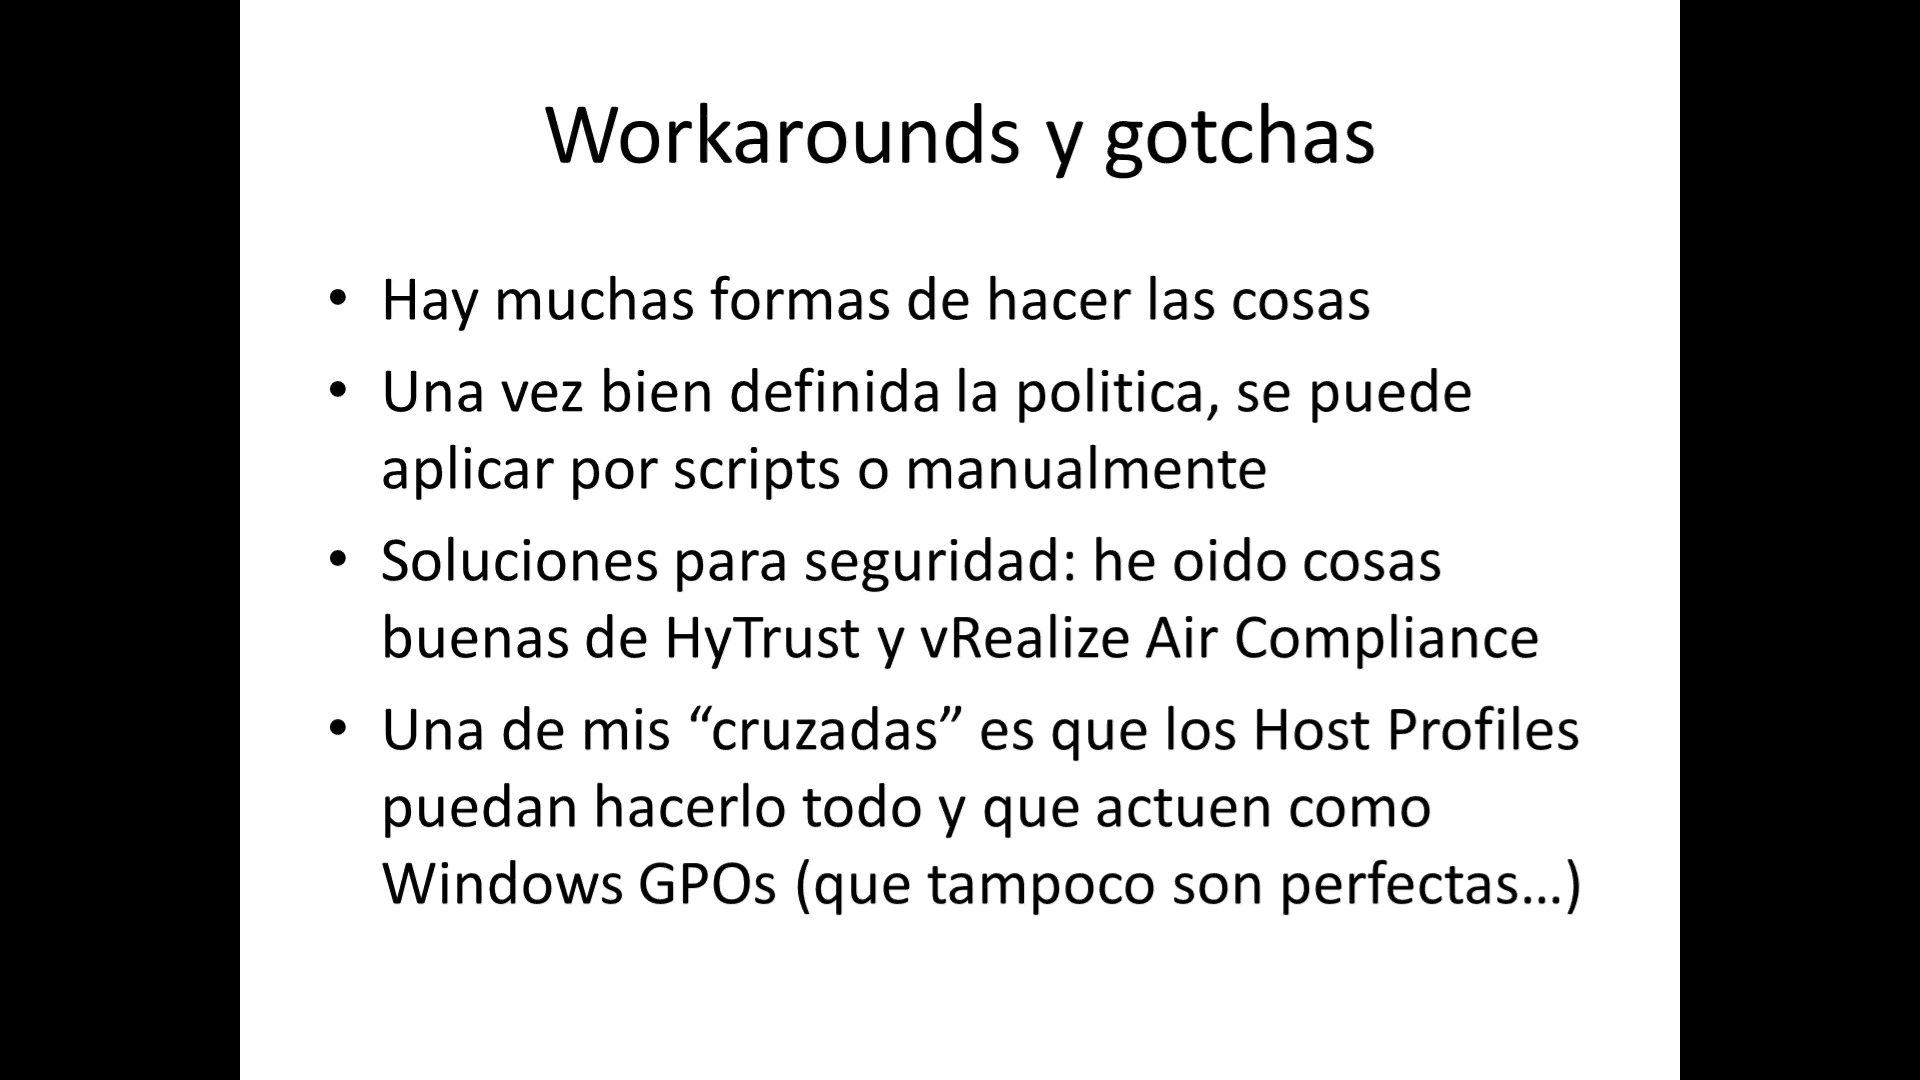 Workarounds y gotchas
• Hay muchas formas de hacer las cosas
• Una vez bien definida la politica, se puede
aplicar por scripts o manualmente
• Soluciones para seguridad: he oido cosas
buenas de HyTrust y vRealize Air Compliance
• Una de mis “cruzadas” es que los Host Profiles
puedan hacerlo todo y que actuen como
Windows GPOs (que tampoco son perfectas…)